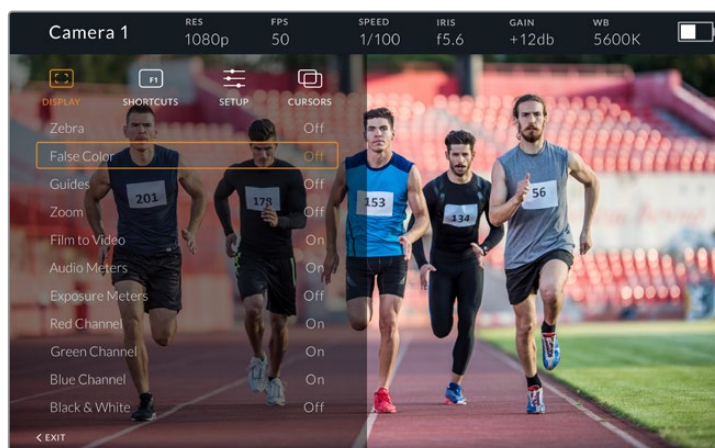 Camera 1
RES FPS SPEED IRIS GAIN WB
1080p 50 1/100 f5.6 +12db 5600K
F1
DISPLAY SHORTCUTS SETUP CURSORS
Zebra Off
False Color Off
Guides Off
Zoom Off
Film to Video On
Audio Meters On
Exposure Meters Off
Red Channel On
Green Channel On
Blue Channel On
Black & White Off
< EXIT
201
178
153
134
56